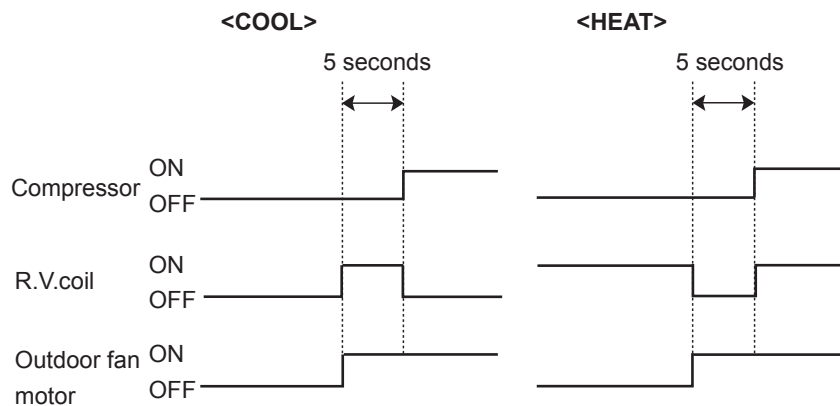 <COOL> <HEAT>
5 seconds 5 seconds
Compressor ON
OFF
R.V.coil ON
OFF
Outdoor fan motor ON
OFF